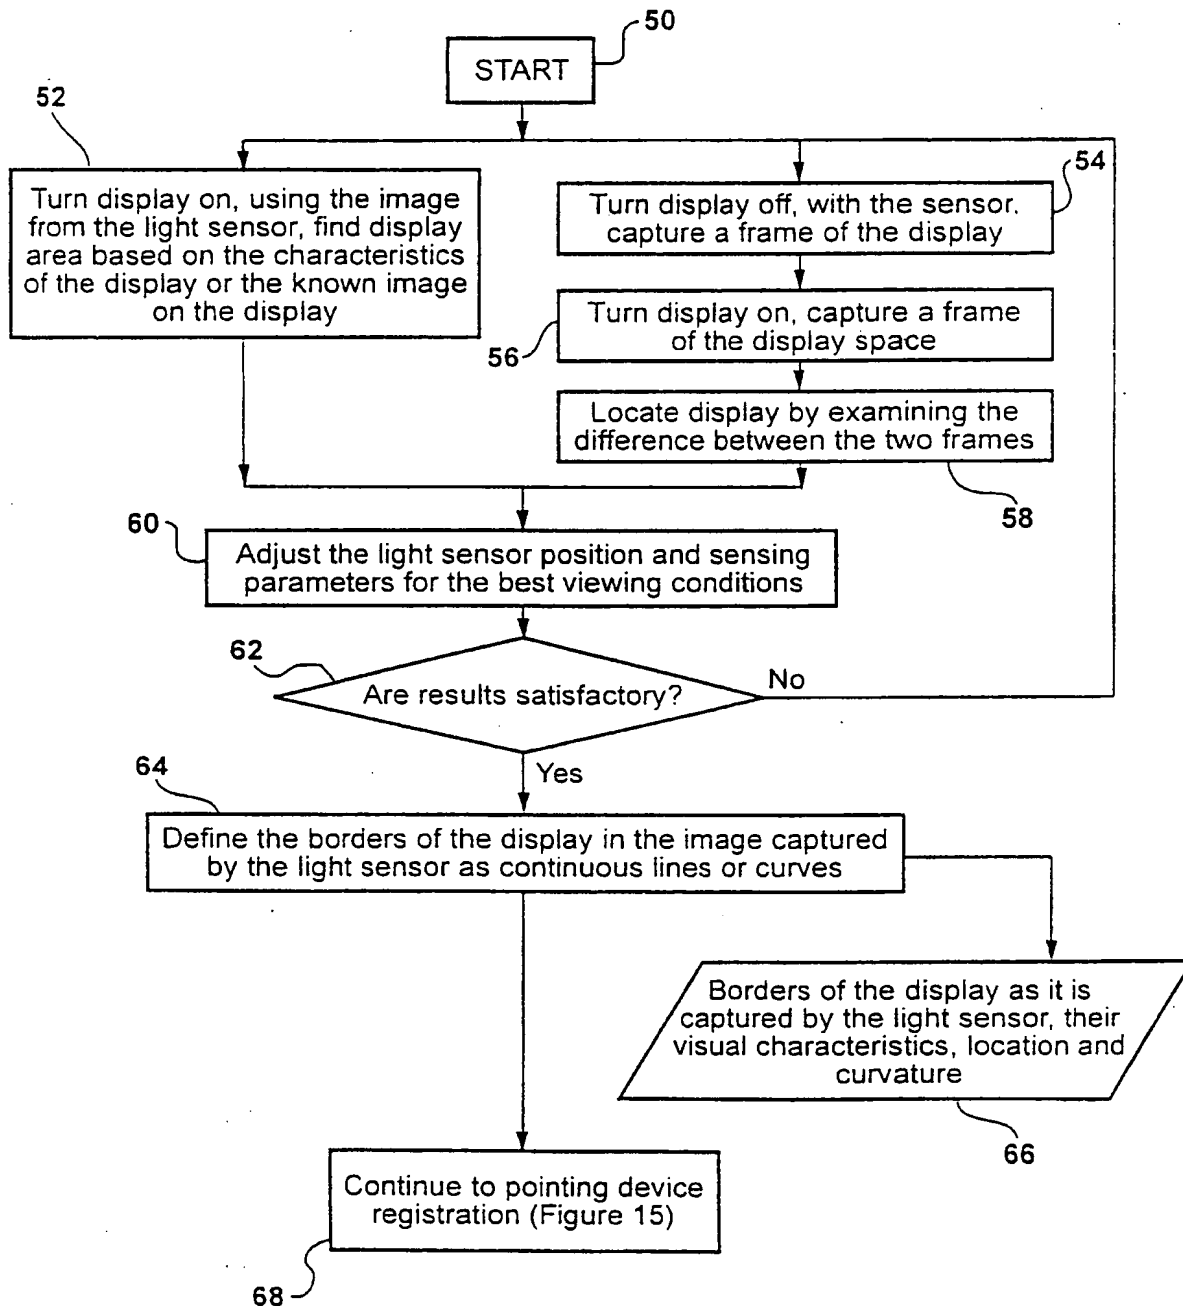 50
START
52
Turn display on, using the image
from the light sensor, find display
area based on the characteristics
of the display or the known image
on the display
54
Turn display off, with the sensor,
capture a frame of the display
56
Turn display on, capture a frame
of the display space
Locate display by examining the
difference between the two frames
58
60
Adjust the light sensor position and sensing
parameters for the best viewing conditions
62
Are results satisfactory?
No
Yes
64
Define the borders of the display in the image captured
by the light sensor as continuous lines or curves
Borders of the display as it is
captured by the light sensor, their
visual characteristics, location and
curvature
66
Continue to pointing device
registration (Figure 15)
68